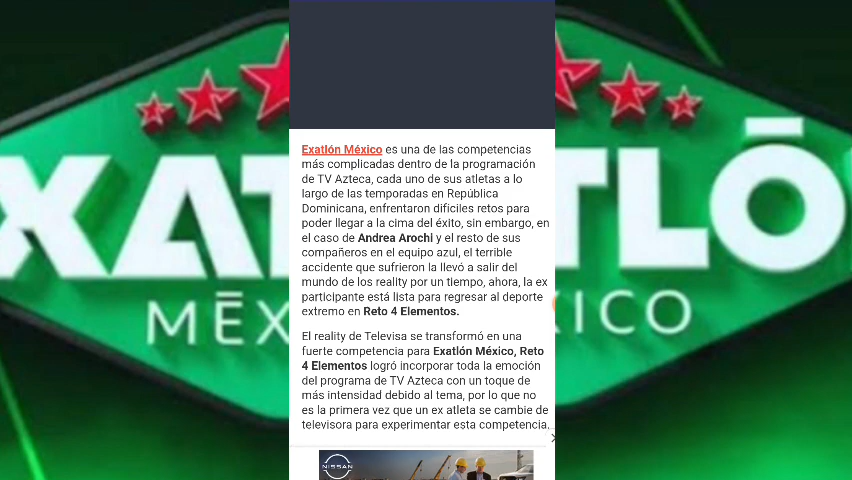 EXATLÓN
MÉXICO
Exatlón México es una de las competencias
más complicadas dentro de la programación
de TV Azteca, cada uno de sus atletas a lo
largo de las temporadas en República
Dominicana, enfrentaron difíciles retos para
poder llegar a la cima del éxito, sin embargo, en
el caso de Andrea Arochi y el resto de sus
compañeros en el equipo azul, el terrible
accidente que sufrieron la llevó a salir del
mundo de los reality por un tiempo, ahora, la ex
participante está lista para regresar al deporte
extremo en Reto 4 Elementos.
El reality de Televisa se transformó en una
fuerte competencia para Exatlón México, Reto
4 Elementos logró incorporar toda la emoción
del programa de TV Azteca con un toque de
más intensidad debido al tema, por lo que no
es la primera vez que un ex atleta se cambie de
televisora para experimentar esta competencia.
NISSAN